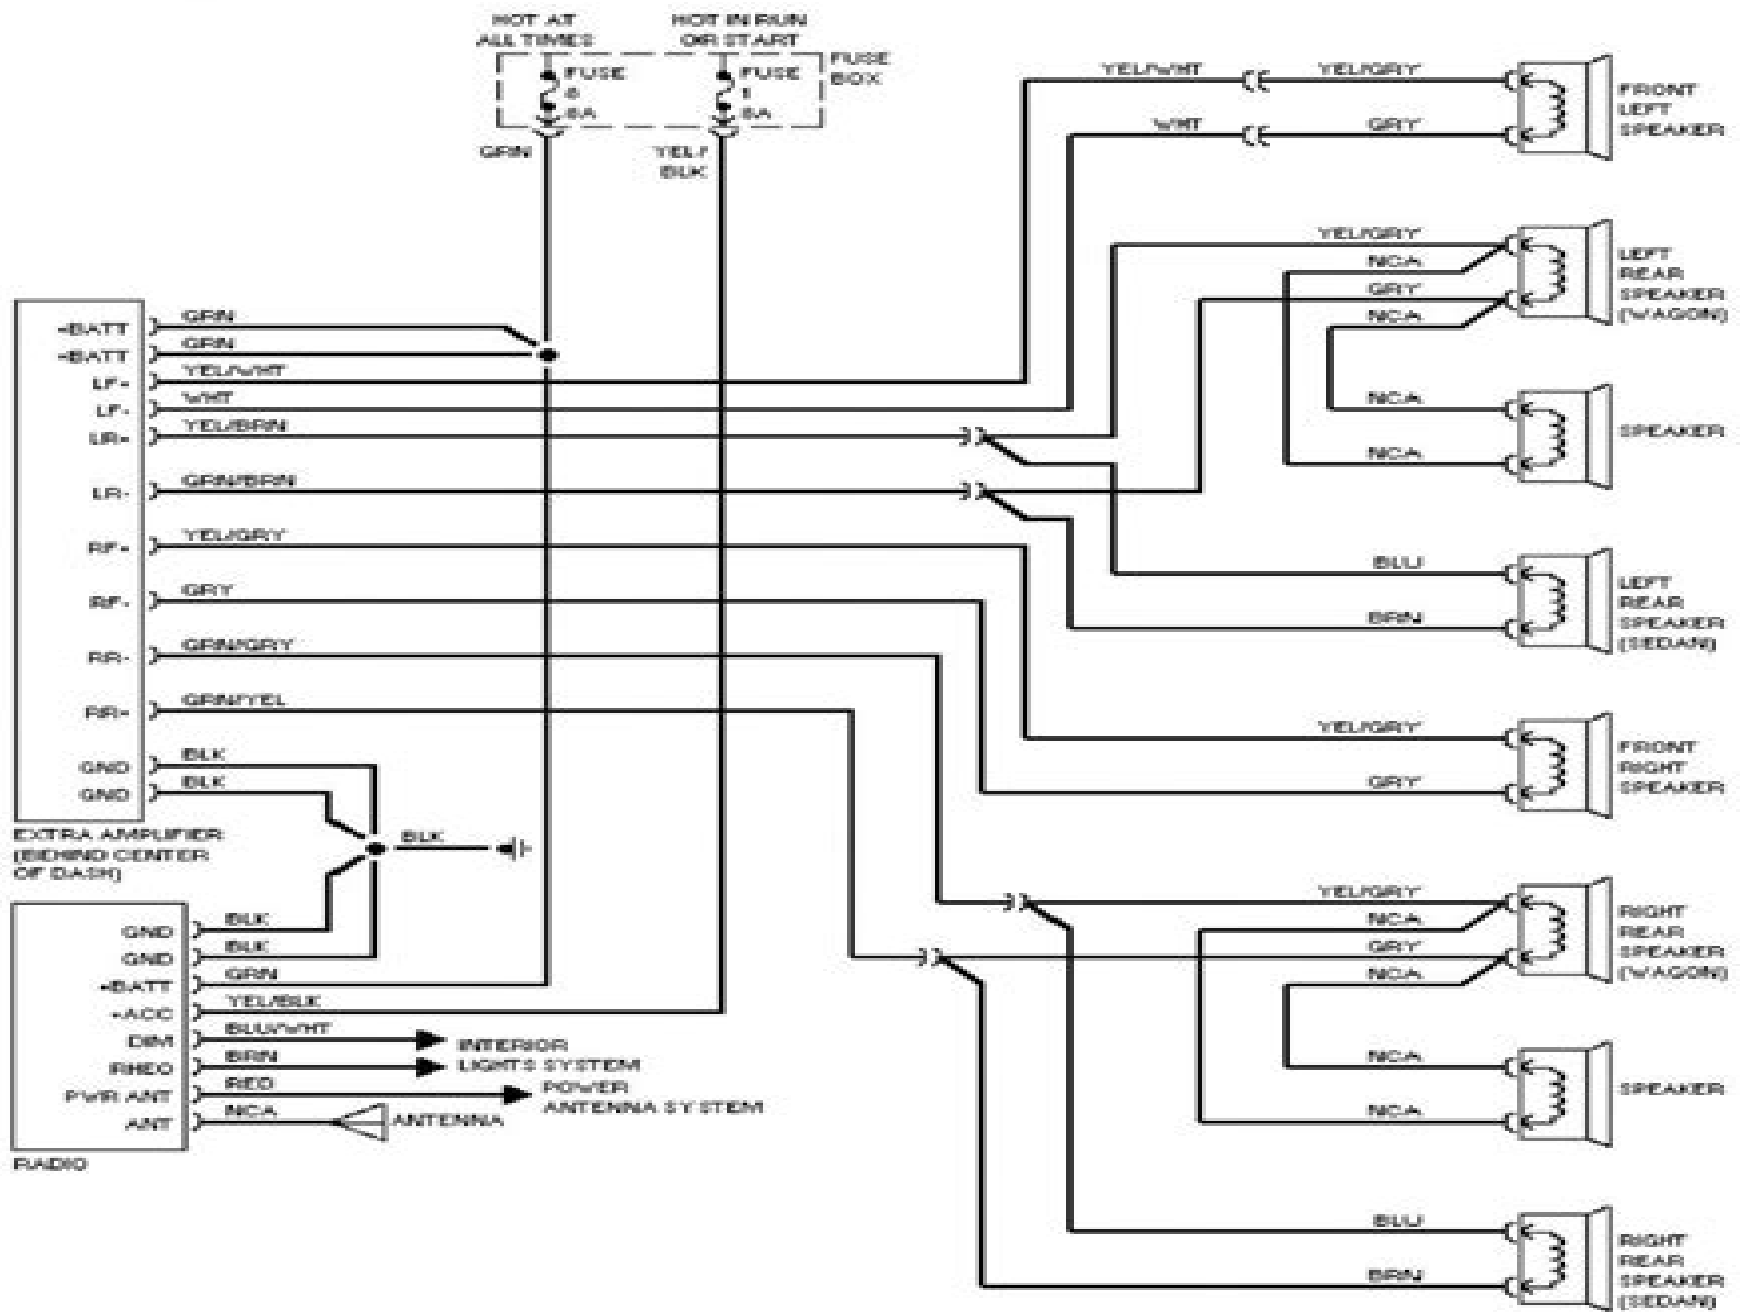 HOT AT
ALL TIMES
HOT IN RUN
OR START
FUSE
BOX
FUSE
8
8A
FUSE
1
8A
GRN
YEL/
BLK
+BATT
GRN
+BATT
GRN
LF+
YEL/WHT
LF-
WHT
LR+
YEL/BRN
LR-
GRN/BRN
RF+
YEL/GRY
RF-
GRY
RR-
GRN/GRY
RR+
GRN/YEL
GND
BLK
GND
BLK
EXTRA AMPLIFIER
(BEHIND CENTER
OF DASH)
BLK
GND
BLK
GND
BLK
+BATT
GRN
+ACC
YEL/BLK
DIM
BLU/WHT
RHEO
BRN
PWR ANT
RED
ANT
NCA
INTERIOR
LIGHTS SYSTEM
POWER
ANTENNA SYSTEM
ANTENNA
RADIO
YEL/WHT
YEL/GRY
WHT
GRY
FRONT
LEFT
SPEAKER
YEL/GRY
NCA
GRY
NCA
LEFT
REAR
SPEAKER
(WAGON)
NCA
NCA
SPEAKER
BLU
BRN
LEFT
REAR
SPEAKER
(SEDAN)
YEL/GRY
GRY
FRONT
RIGHT
SPEAKER
YEL/GRY
NCA
GRY
NCA
RIGHT
REAR
SPEAKER
(WAGON)
NCA
NCA
SPEAKER
BLU
BRN
RIGHT
REAR
SPEAKER
(SEDAN)